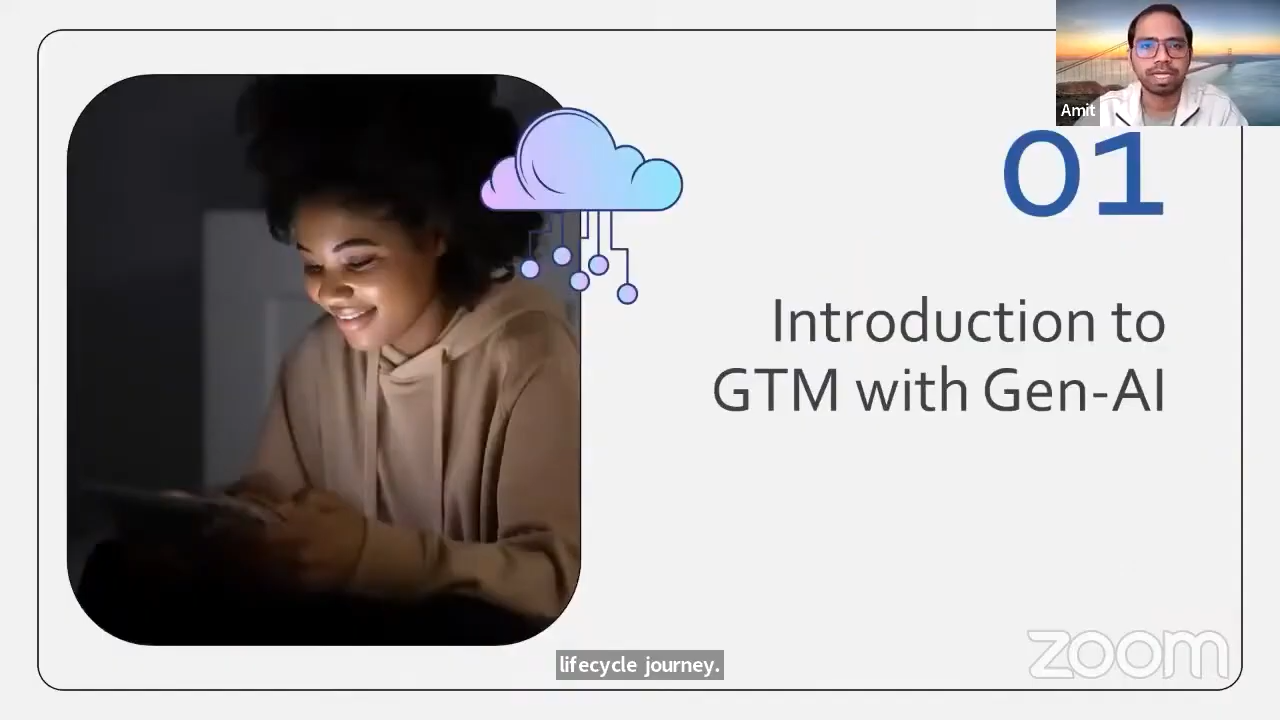 Amit
01
Introduction to
GTM with Gen-AI
lifecycle journey.
zoom